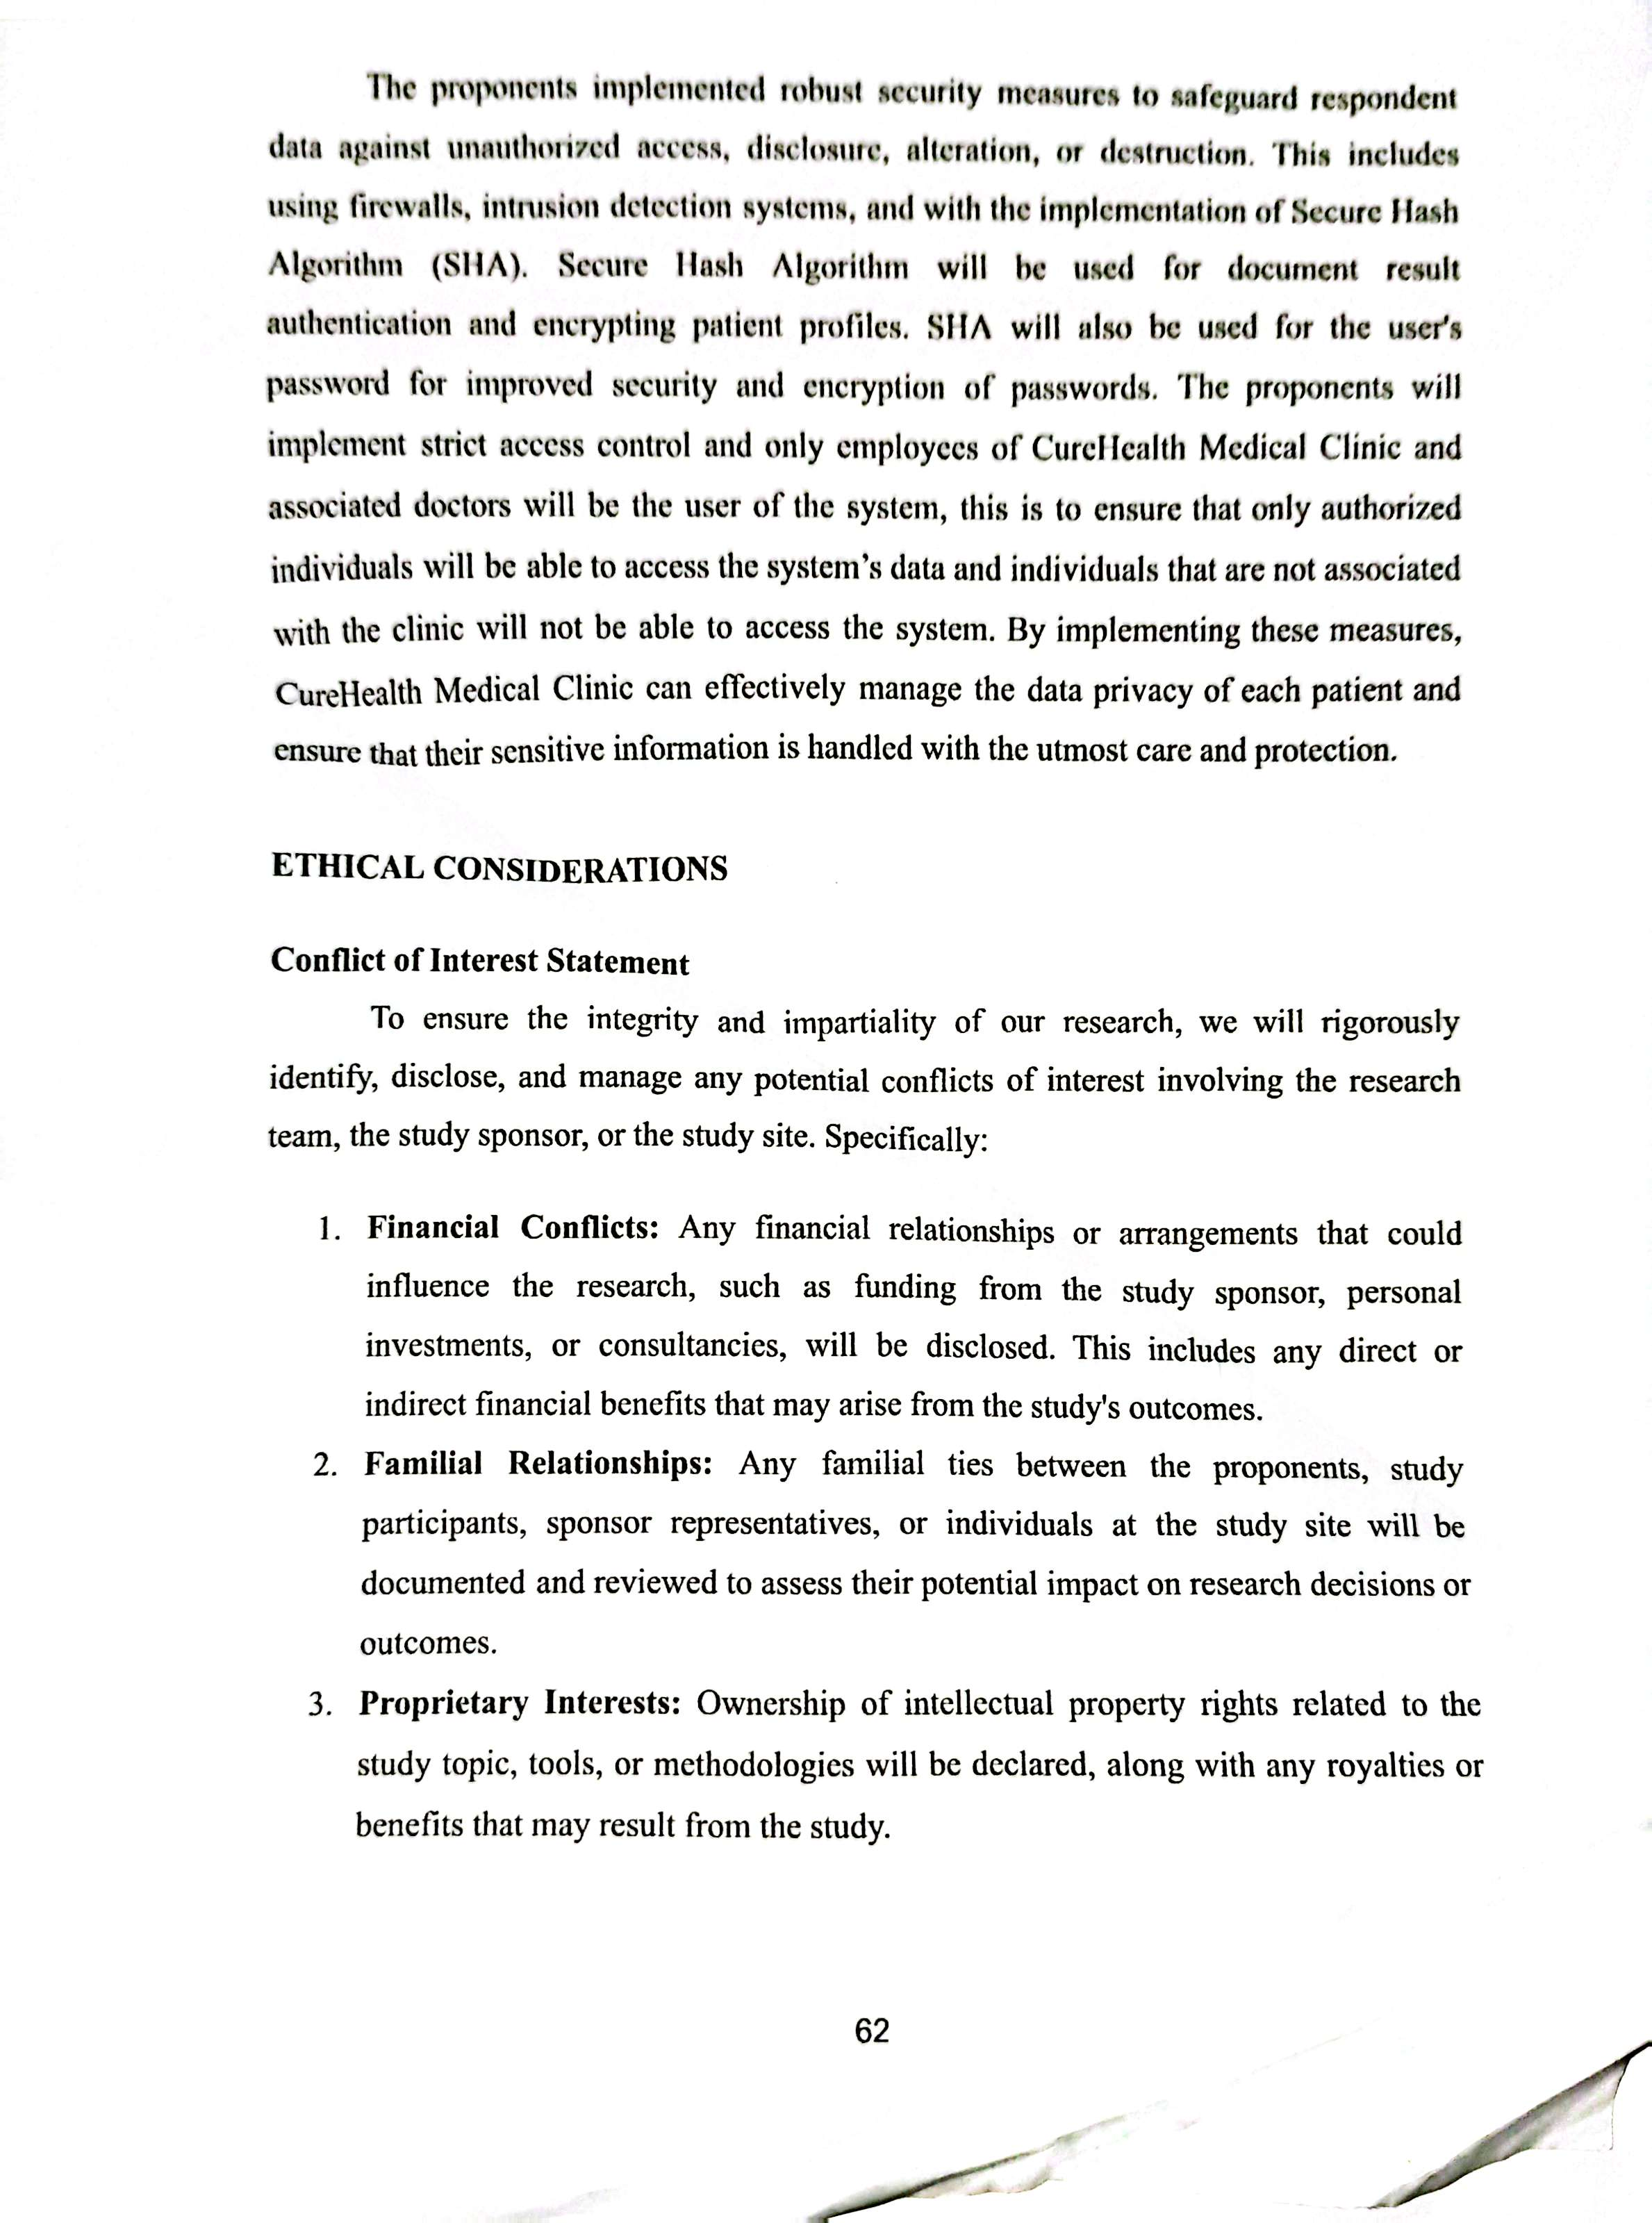 The proponents implemented robust security measures to safeguard respondent
data against unauthorized access, disclosure, alteration, or destruction. This includes
using firewalls, intrusion detection systems, and with the implementation of Secure Hash
Algorithm (SHA). Secure Hash Algorithm will be used for document result
authentication and encrypting patient profiles. SHA will also be used for the user's
password for improved security and encryption of passwords. The proponents will
implement strict access control and only employees of CureHealth Medical Clinic and
associated doctors will be the user of the system, this is to ensure that only authorized
individuals will be able to access the system’s data and individuals that are not associated
with the clinic will not be able to access the system. By implementing these measures,
CureHealth Medical Clinic can effectively manage the data privacy of each patient and
ensure that their sensitive information is handled with the utmost care and protection.
ETHICAL CONSIDERATIONS
Conflict of Interest Statement
To ensure the integrity and impartiality of our research, we will rigorously
identify, disclose, and manage any potential conflicts of interest involving the research
team, the study sponsor, or the study site. Specifically:
1. Financial Conflicts: Any financial relationships or arrangements that could
influence the research, such as funding from the study sponsor, personal
investments, or consultancies, will be disclosed. This includes any direct or
indirect financial benefits that may arise from the study's outcomes.
2. Familial Relationships: Any familial ties between the proponents, study
participants, sponsor representatives, or individuals at the study site will be
documented and reviewed to assess their potential impact on research decisions or
outcomes.
3. Proprietary Interests: Ownership of intellectual property rights related to the
study topic, tools, or methodologies will be declared, along with any royalties or
benefits that may result from the study.
62